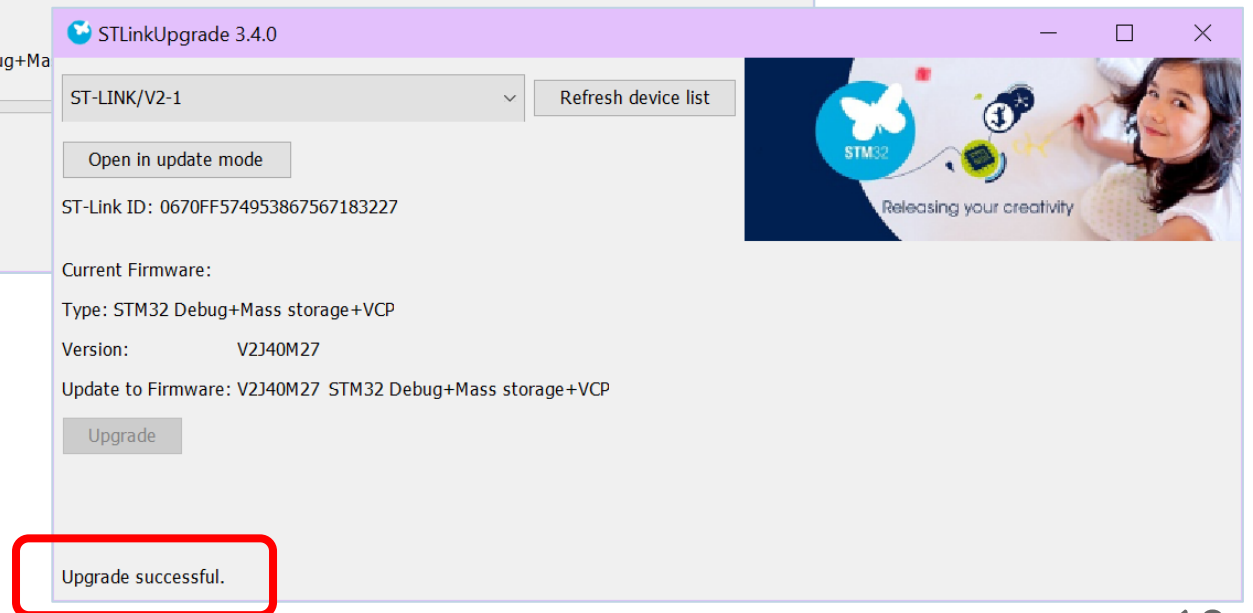 ug+Ma
STLinkUpgrade 3.4.0
ST-LINK/V2-1
Refresh device list
Open in update mode
ST-Link ID: 0670FF574953867567183227
STM32
Releasing your creativity
Current Firmware:
Type: STM32 Debug+Mass storage+VCP
Version: V2J40M27
Update to Firmware: V2J40M27 STM32 Debug+Mass storage+VCP
Upgrade
Upgrade successful.